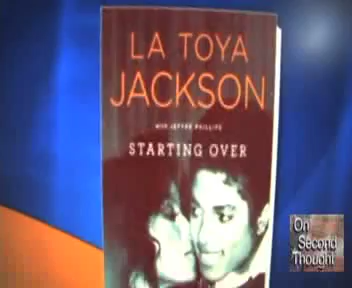 LA TOYA
JACKSON
WITH JEFFRÉ PHILLIPS
STARTING OVER
On
Second
Thought